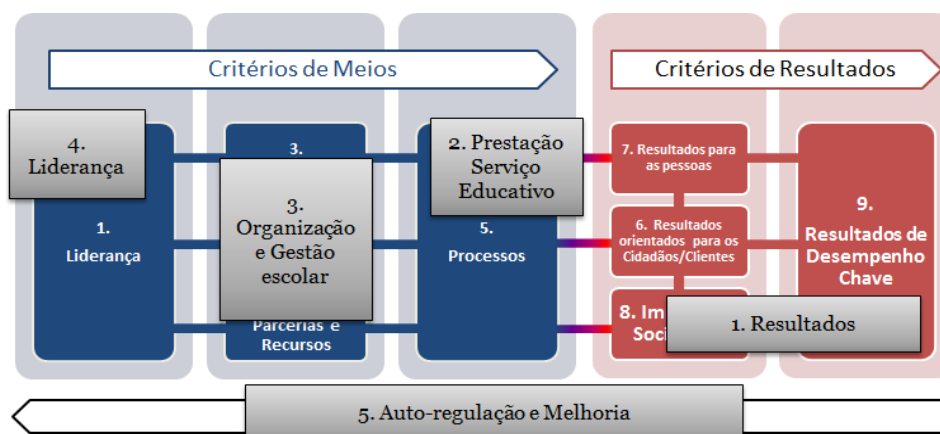 Critérios de Meios
Critérios de Resultados
4.
Liderança
1.
Liderança
3.
3.
Organização
e Gestão
escolar
Parcerias e
Recursos
2. Prestação
Serviço
Educativo
5.
Processos
7. Resultados para
as pessoas
6. Resultados
orientados para os
Cidadãos/Clientes
8. Im
Soci
9.
Resultados de
Desempenho
Chave
1. Resultados
5. Auto-regulação e Melhoria